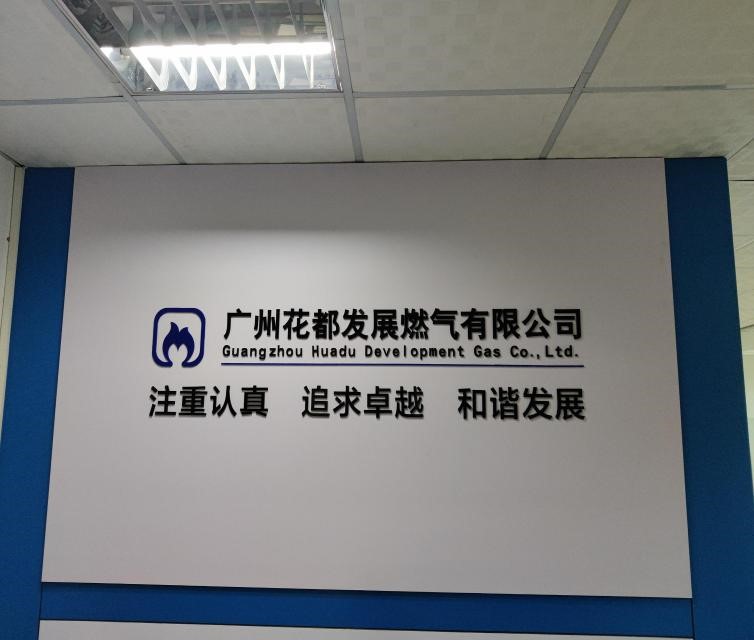 广州花都发展燃气有限公司
Guangzhou Huadu Development Gas Co., Ltd.
注重认真 追求卓越 和谐发展